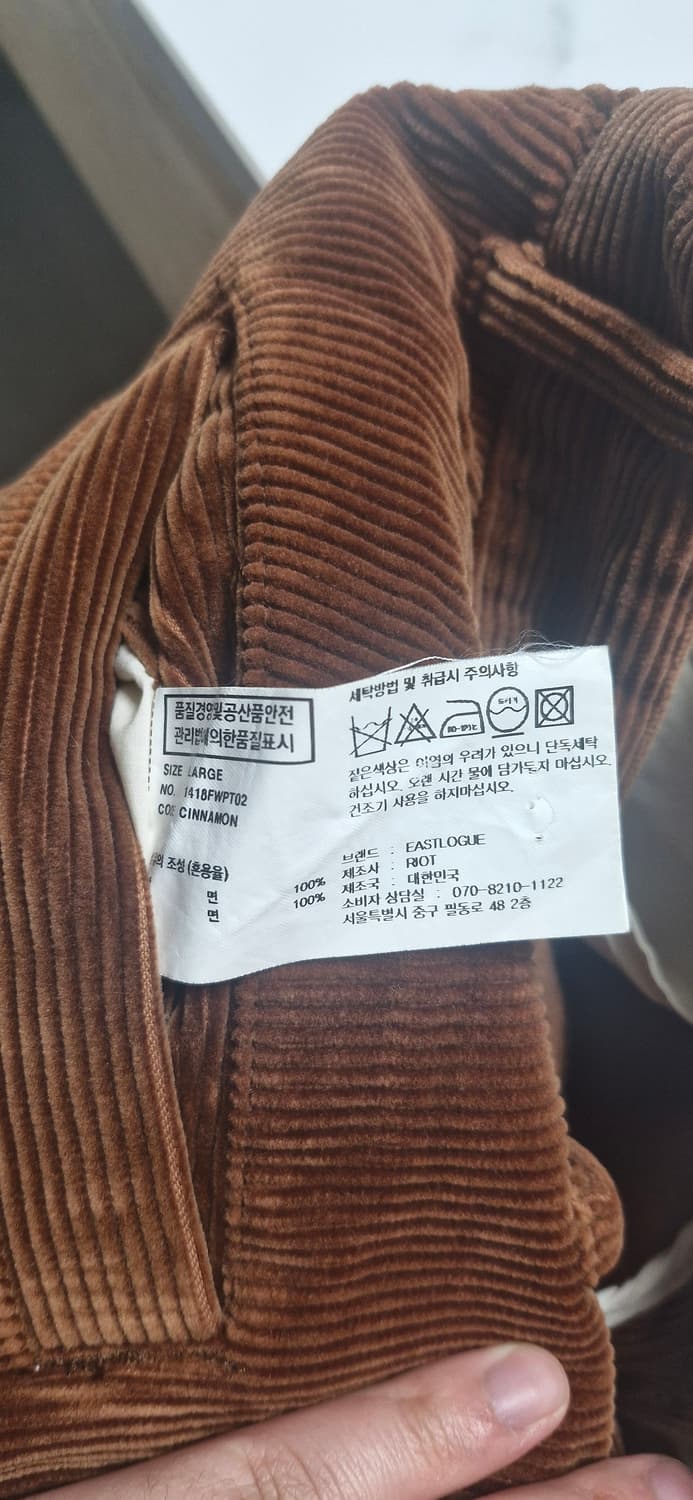 품질경영및공산품안전
관리법에의한품질표시
SIZE LARGE
NO. 1418FWPT02
CINNAMON
조성 (혼용율)
면 100%
면 100%
세탁방법 및 취급시 주의사항
드라이
짙은색상은 이염의 우려가 있으니 단독세탁
하십시오. 오랜 시간 물에 담가두지 마십시오.
건조기 사용을 하지마십시오.
브랜드 : EASTLOGUE
제조사 : RIOT
제조국 : 대한민국
소비자 상담실 : 070-8210-1122
서울특별시 중구 필동로 48 2층